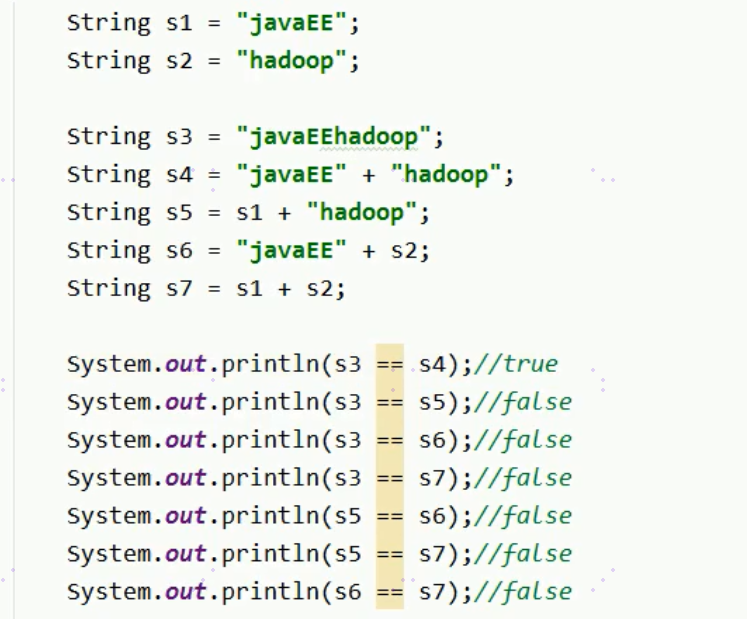 String s1 = "javaEE";
String s2 = "hadoop";
String s3 = "javaEEhadoop";
String s4 = "javaEE" + "hadoop";
String s5 = s1 + "hadoop";
String s6 = "javaEE" + s2;
String s7 = s1 + s2;
System.out.println(s3 == s4);//true
System.out.println(s3 == s5);//false
System.out.println(s3 == s6);//false
System.out.println(s3 == s7);//false
System.out.println(s5 == s6);//false
System.out.println(s5 == s7);//false
System.out.println(s6 == s7);//false